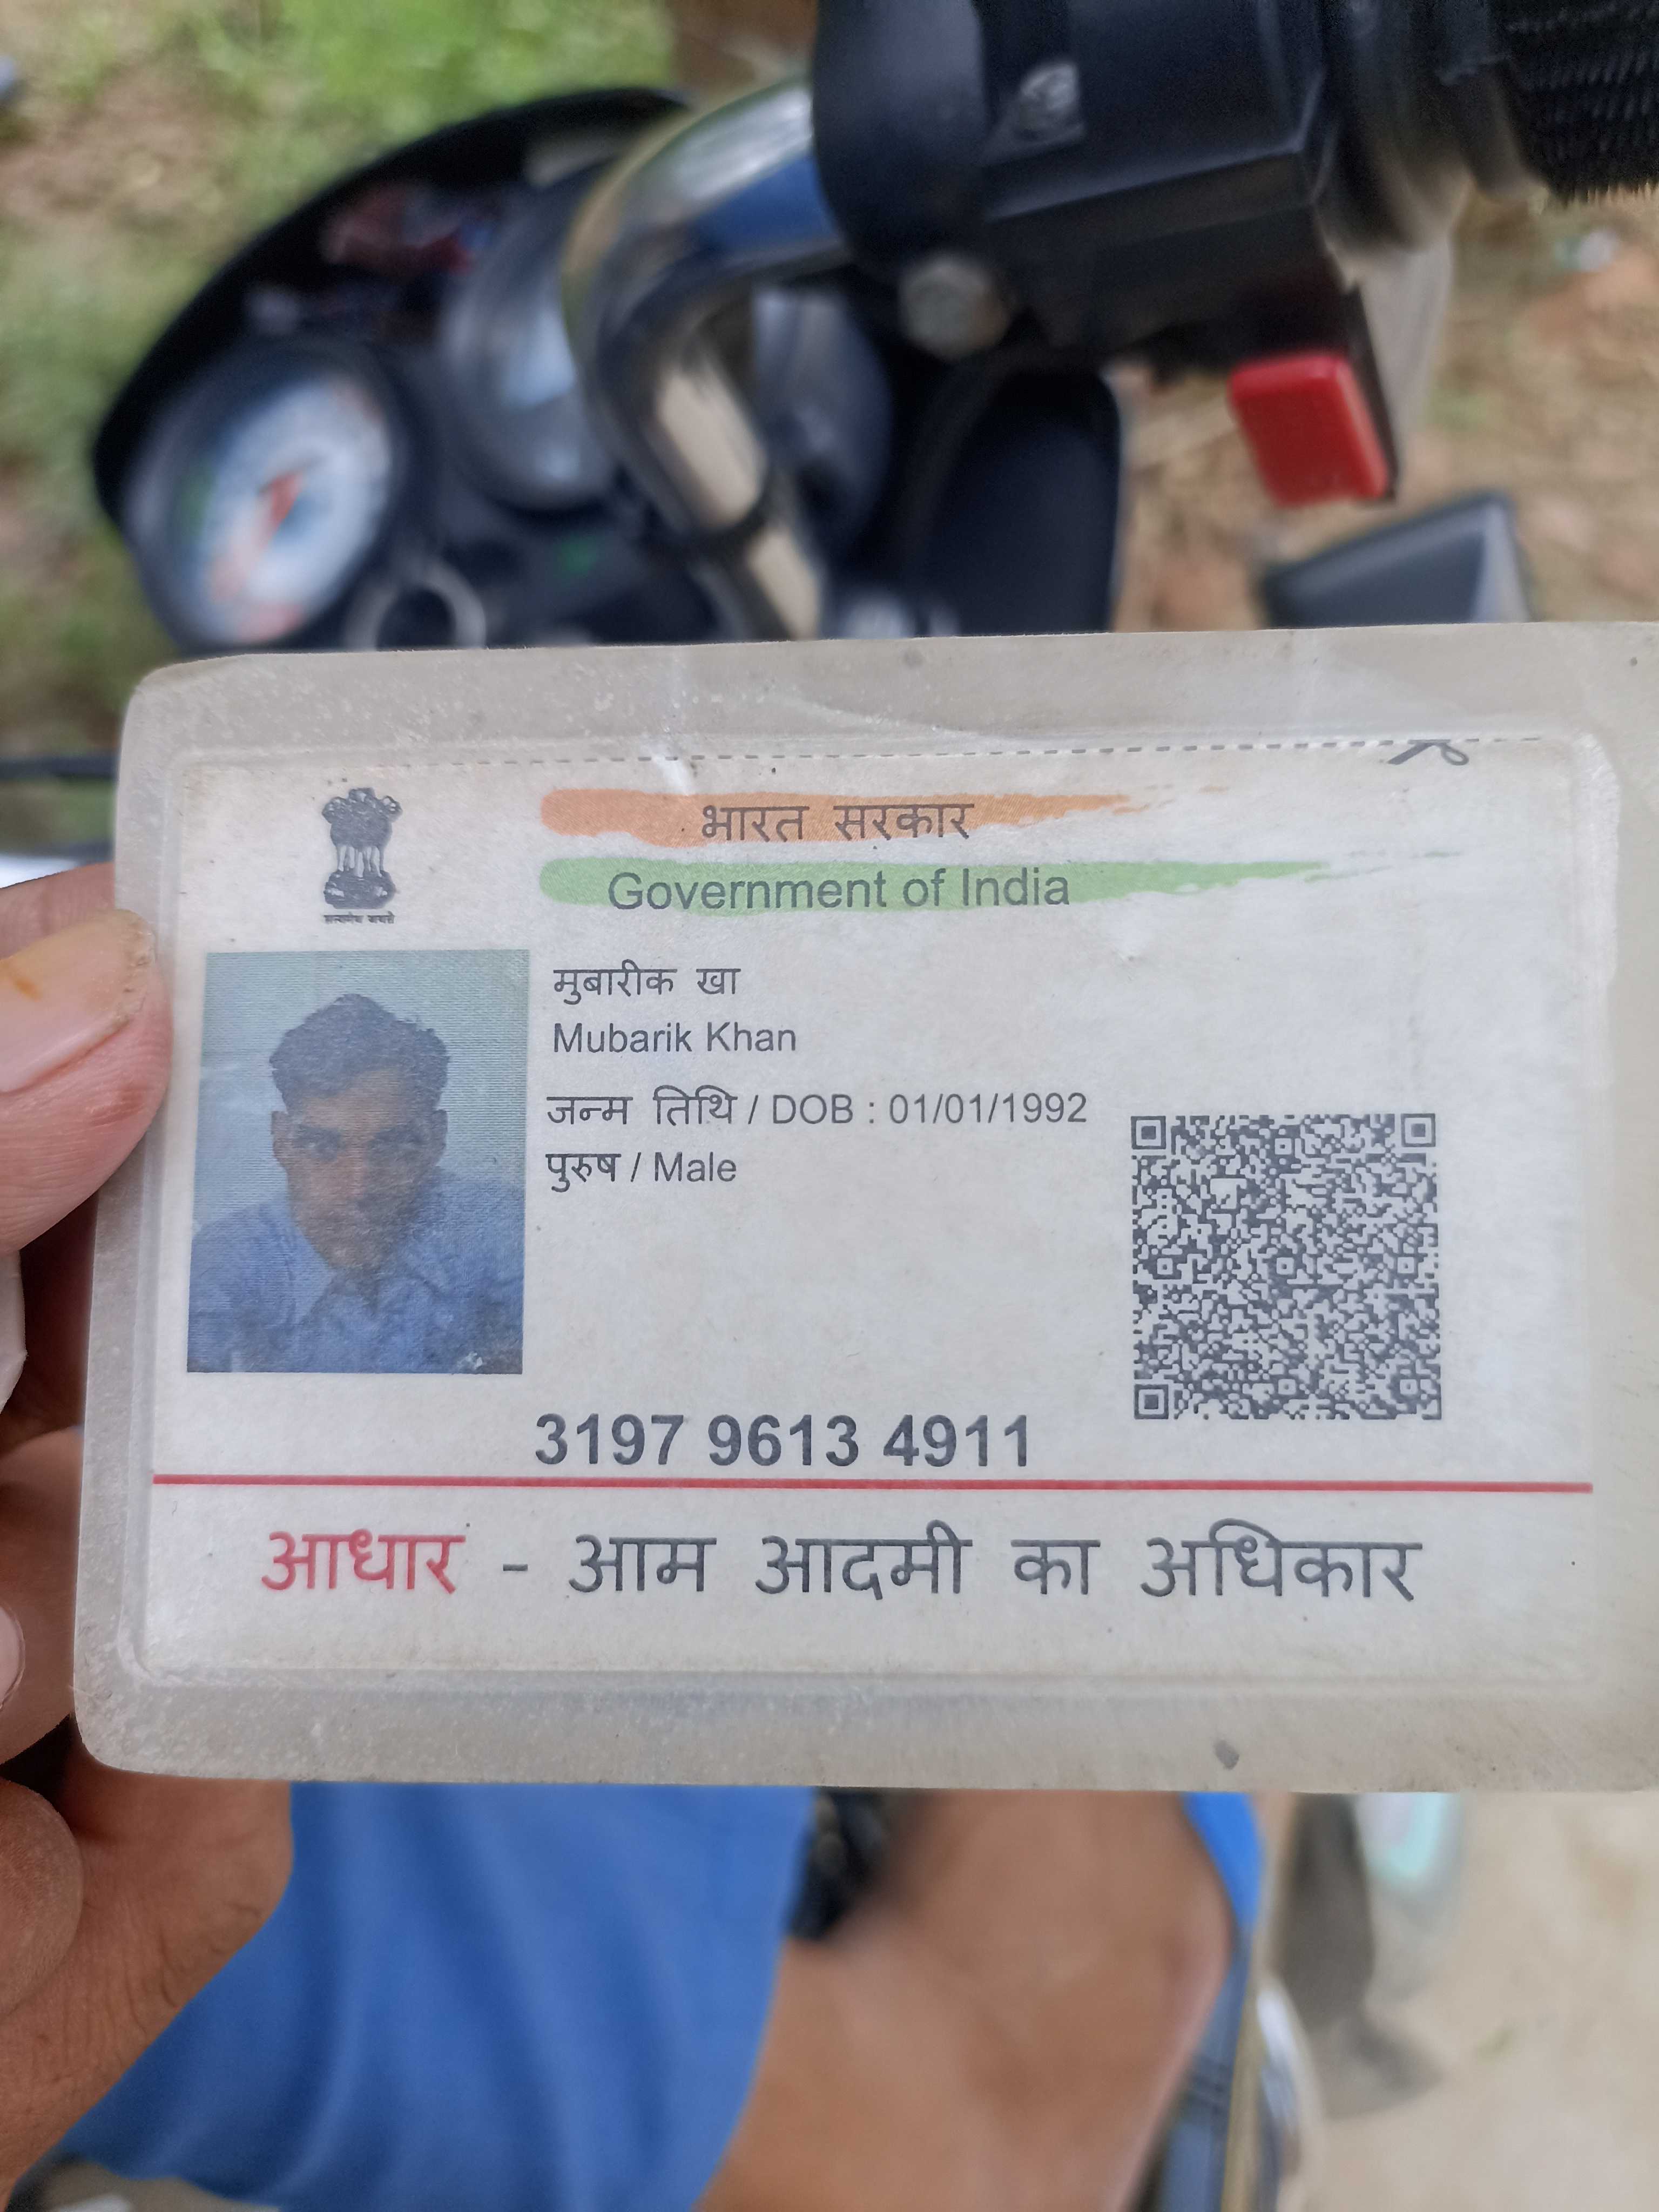 भारत सरकार
Government of India
सत्यमेव जयते
मुबारीक खा
Mubarik Khan
जन्म तिथि / DOB : 01/01/1992
पुरुष / Male
3197 9613 4911
आधार - आम आदमी का अधिकार